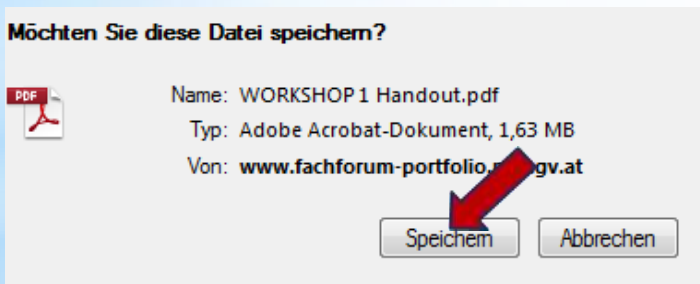 Möchten Sie diese Datei speichern?
PDF
Name: WORKSHOP 1 Handout.pdf
Typ: Adobe Acrobat-Dokument, 1,63 MB
Von: www.fachforum-portfolio. gv.at
Speichern Abbrechen